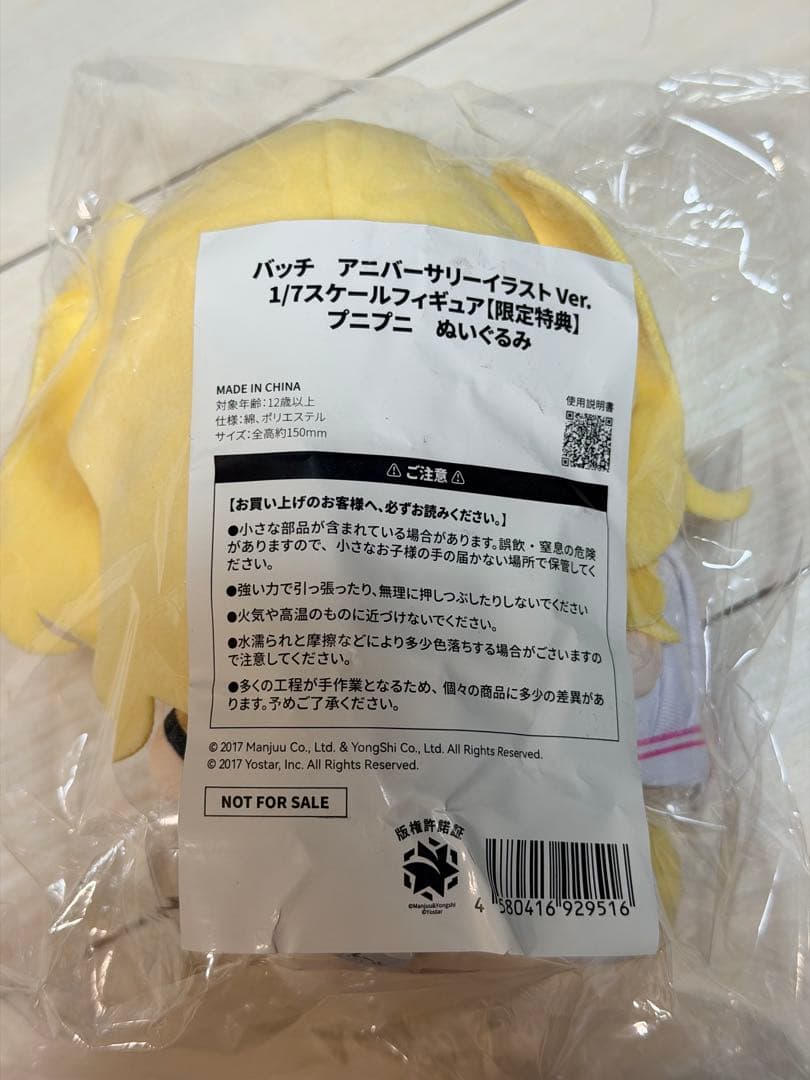 バッチ　アニバーサリーイラスト Ver.
1/7スケールフィギュア【限定特典】
プニプニ　ぬいぐるみ
MADE IN CHINA
対象年齢：12歳以上
仕様：綿、ポリエステル
サイズ：全高約150mm
使用説明書
⚠ ご注意 ⚠
【お買い上げのお客様へ、必ずお読みください。】
●小さな部品が含まれている場合があります。誤飲・窒息の危険
がありますので、小さなお子様の手の届かない場所で保管してく
ださい。
●強い力で引っ張ったり、無理に押しつぶしたりしないでください
●火気や高温のものに近づけないでください。
●水濡られと摩擦などにより多少色落ちする場合がごさいますの
で注意してください。
●多くの工程が手作業となるため、個々の商品に多少の差異があ
ります。予めご了承ください。
© 2017 Manjuu Co., Ltd. & YongShi Co., Ltd. All Rights Reserved.
© 2017 Yostar, Inc. All Rights Reserved.
NOT FOR SALE
版権許諾証
©Manjuu&Yongshi
©Yostar
4 580416 929516